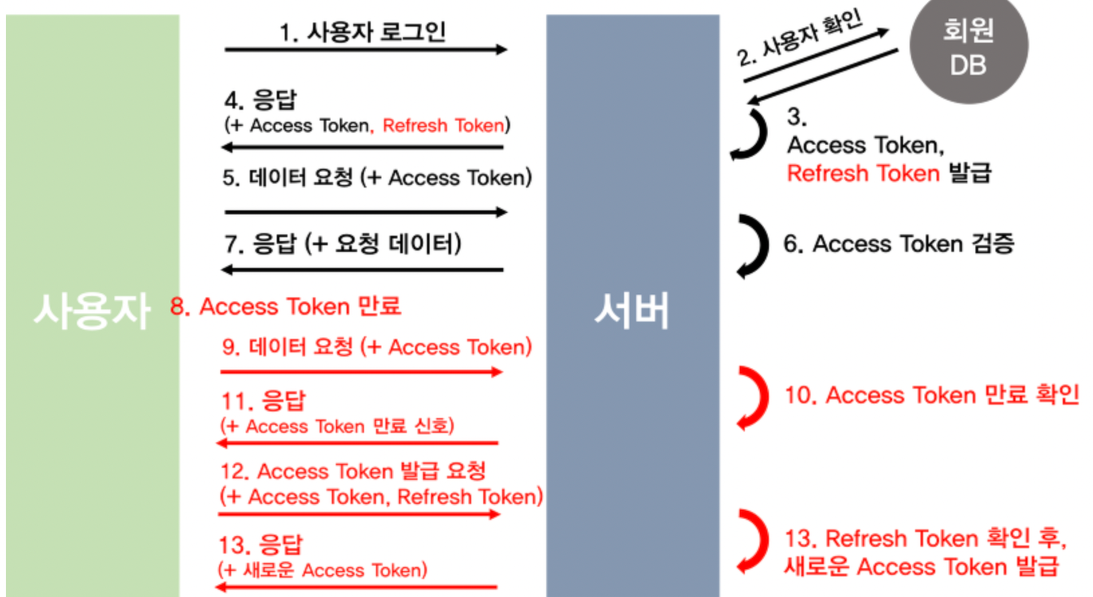 1. 사용자 로그인
2. 사용자 확인
회원
DB
4. 응답
(+ Access Token, Refresh Token)
3.
Access Token,
Refresh Token 발급
5. 데이터 요청 (+ Access Token)
7. 응답 (+ 요청 데이터)
6. Access Token 검증
사용자
서버
8. Access Token 만료
9. 데이터 요청 (+ Access Token)
10. Access Token 만료 확인
11. 응답
(+ Access Token 만료 신호)
12. Access Token 발급 요청
(+ Access Token, Refresh Token)
13. 응답
(+ 새로운 Access Token)
13. Refresh Token 확인 후,
새로운 Access Token 발급